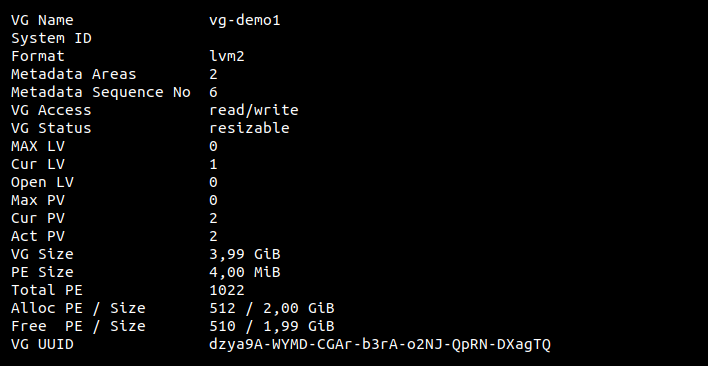 VG Name               vg-demo1
System ID
Format                lvm2
Metadata Areas        2
Metadata Sequence No  6
VG Access             read/write
VG Status             resizable
MAX LV                0
Cur LV                1
Open LV               0
Max PV                0
Cur PV                2
Act PV                2
VG Size               3,99 GiB
PE Size               4,00 MiB
Total PE              1022
Alloc PE / Size       512 / 2,00 GiB
Free  PE / Size       510 / 1,99 GiB
VG UUID               dzya9A-WYMD-CGAr-b3rA-o2NJ-QpRN-DXagTQ